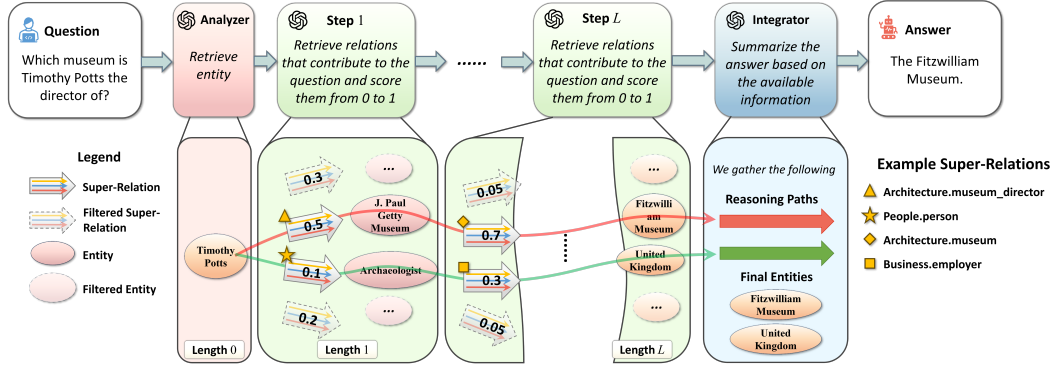 Question
Which museum is
Timothy Potts the
director of?
Analyzer
Retrieve
entity
Step 1
Retrieve relations
that contribute to the
question and score
them from 0 to 1
......
Step L
Retrieve relations
that contribute to the
question and score
them from 0 to 1
Integrator
Summarize the
answer based on
the available
information
Answer
The Fitzwilliam
Museum.
Legend
Super-Relation
Filtered Super-
Relation
Entity
Filtered Entity
Timothy
Potts
Length 0
0.3
0.5
0.1
0.2
...
J. Paul
Getty
Museum
Archaeologist
...
Length 1
0.05
0.7
0.3
0.05
...
Fitzwilli
am
Museum
United
Kingdom
...
Length L
We gather the following
Reasoning Paths
Final Entities
Fitzwilliam
Museum
United
Kingdom
Example Super-Relations
Architecture.museum_director
People.person
Architecture.museum
Business.employer